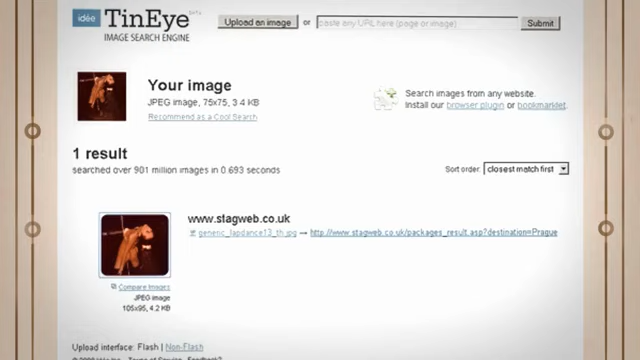 idée TinEye BETA
IMAGE SEARCH ENGINE
Upload an image or paste any URL here (page or image) Submit
Your image
JPEG image, 75x75, 3.4 KB
Recommend as a Cool Search
Search images from any website.
Install our browser plugin or bookmarklet.
1 result
searched over 901 million images in 0.693 seconds
Sort order: closest match first
www.stagweb.co.uk
generic_lapdance13_th.jpg → http://www.stagweb.co.uk/packages_result.asp?destination=Prague
Compare Images
JPEG image
105x95, 4.2 KB
Upload interface: Flash | Non-Flash